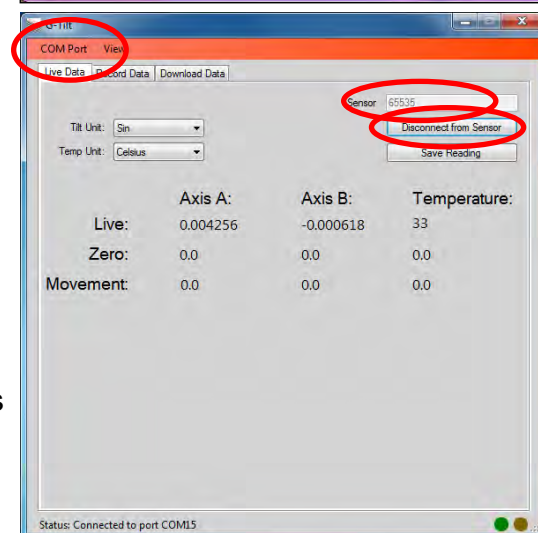 G-Tilt
COM Port View
Live Data Record Data Download Data
Sensor 65535
Tilt Unit: Sin Disconnect from Sensor
Temp Unit: Celsius Save Reading
Axis A: Axis B: Temperature:
Live: 0.004256 -0.000618 33
Zero: 0.0 0.0 0.0
Movement: 0.0 0.0 0.0
s
Status: Connected to port COM15